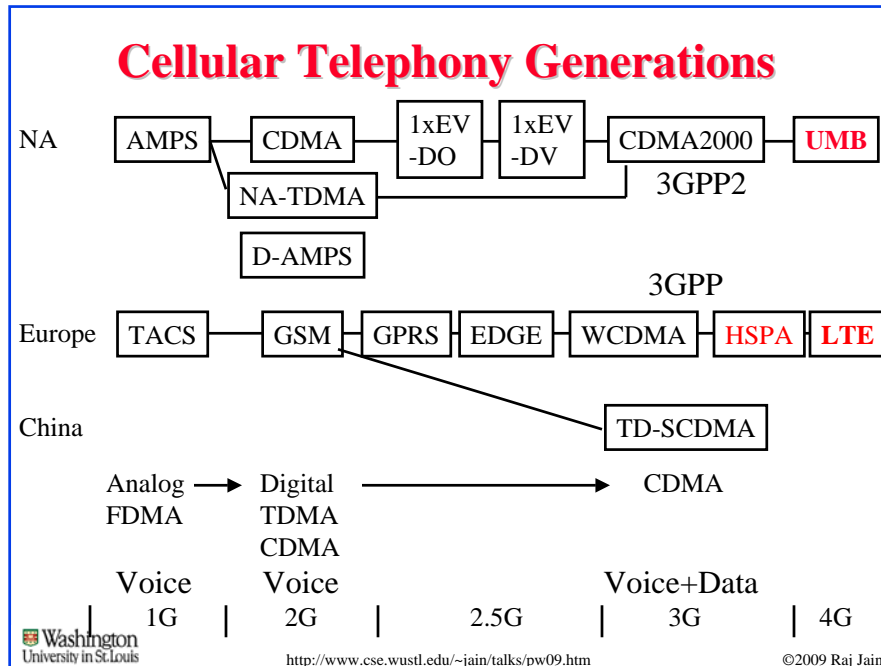 Cellular Telephony Generations
NA
AMPS
CDMA
1xEV
-DO
1xEV
-DV
CDMA2000
UMB
NA-TDMA
3GPP2
D-AMPS
3GPP
Europe
TACS
GSM
GPRS
EDGE
WCDMA
HSPA
LTE
China
TD-SCDMA
Analog
FDMA
Digital
TDMA
CDMA
CDMA
Voice
Voice
Voice+Data
1G
2G
2.5G
3G
4G
Washington
University in St.Louis
http://www.cse.wustl.edu/~jain/talks/pw09.htm
©2009 Raj Jain